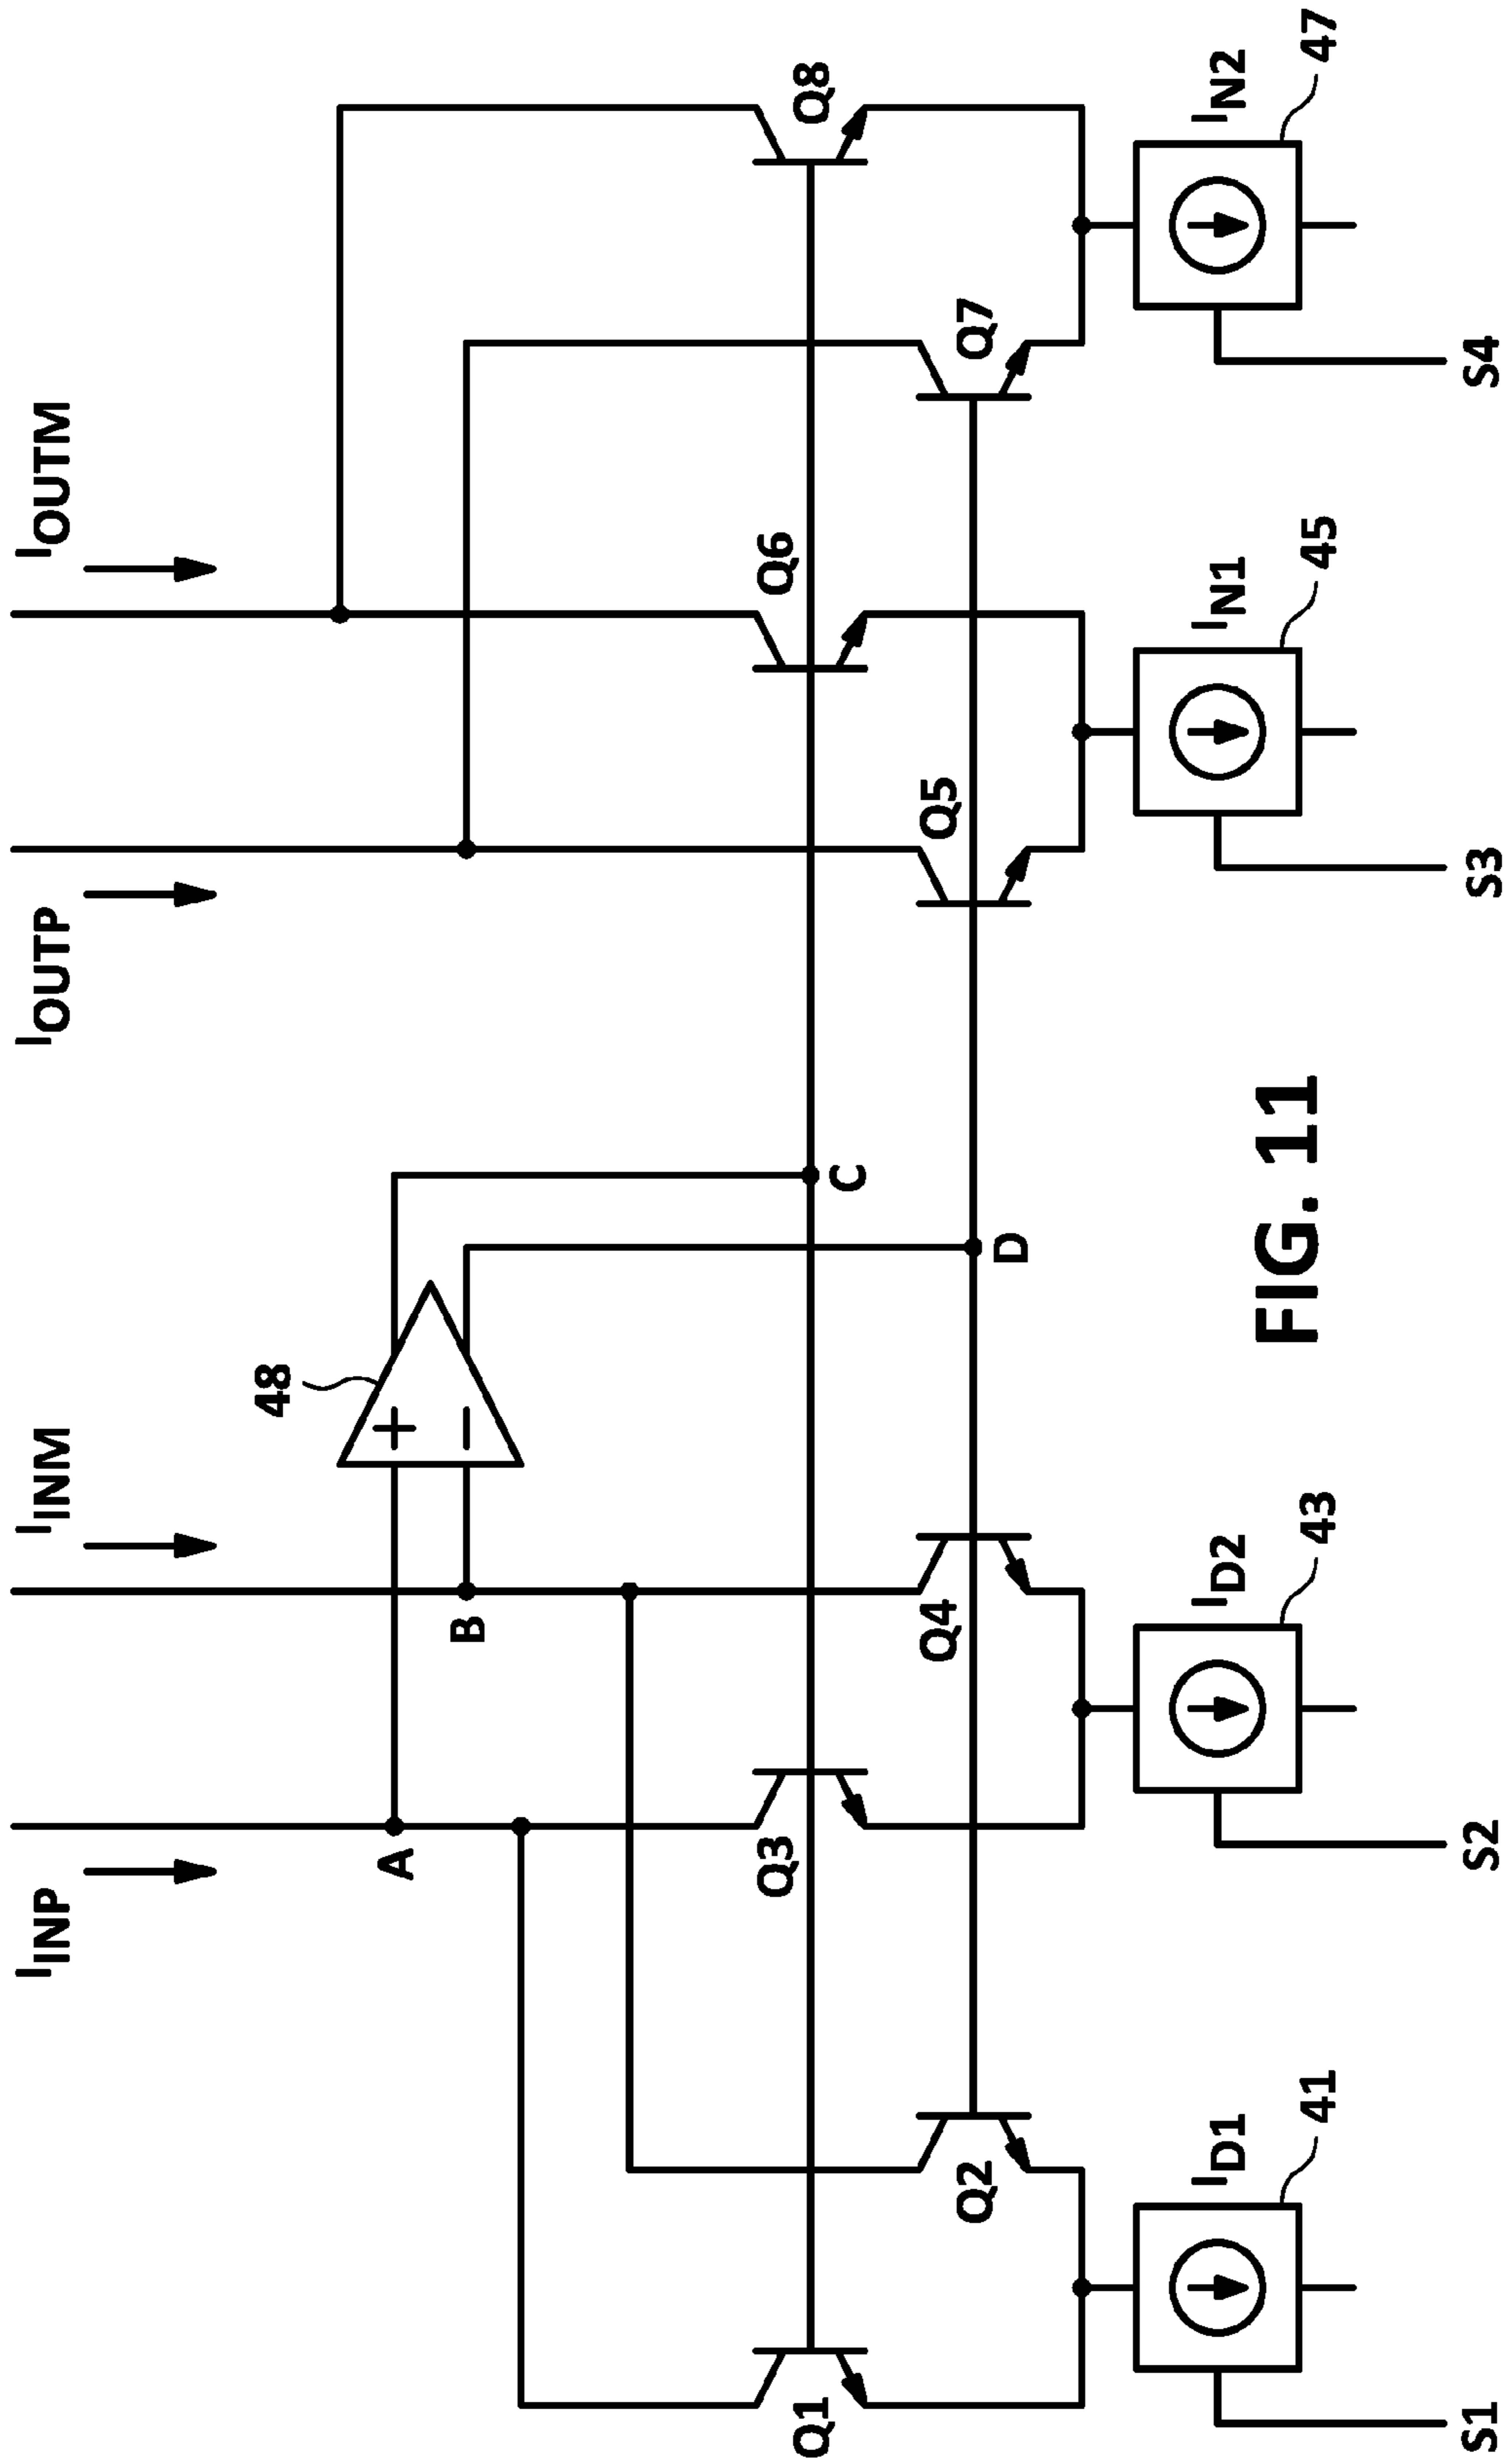 I_INP
I_INM
I_OUTP
I_OUTM
48
A
B
C
D
Q1
Q2
Q3
Q4
Q5
Q6
Q7
Q8
I_D1
I_D2
I_N1
I_N2
41
43
45
47
S1
S2
S3
S4
FIG. 11